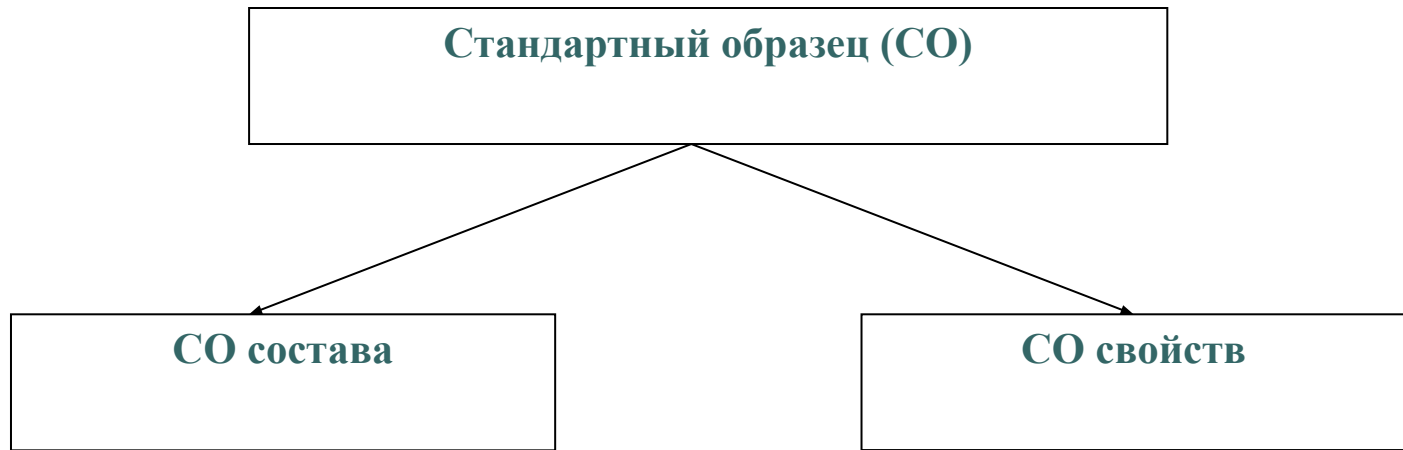 Стандартный образец (СО)
СО состава
СО свойств